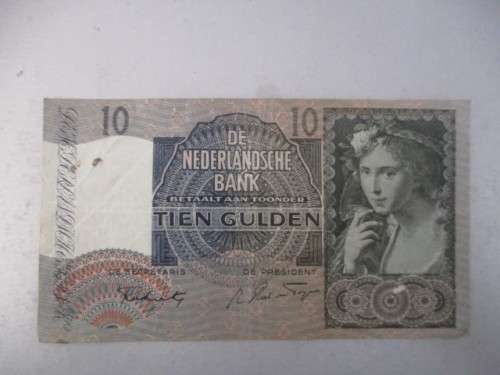 10
10
DE
NEDERLANDSCHE
BANK
BETAALT AAN TOONDER
TIEN GULDEN
DE SECRETARIS
DE PRESIDENT